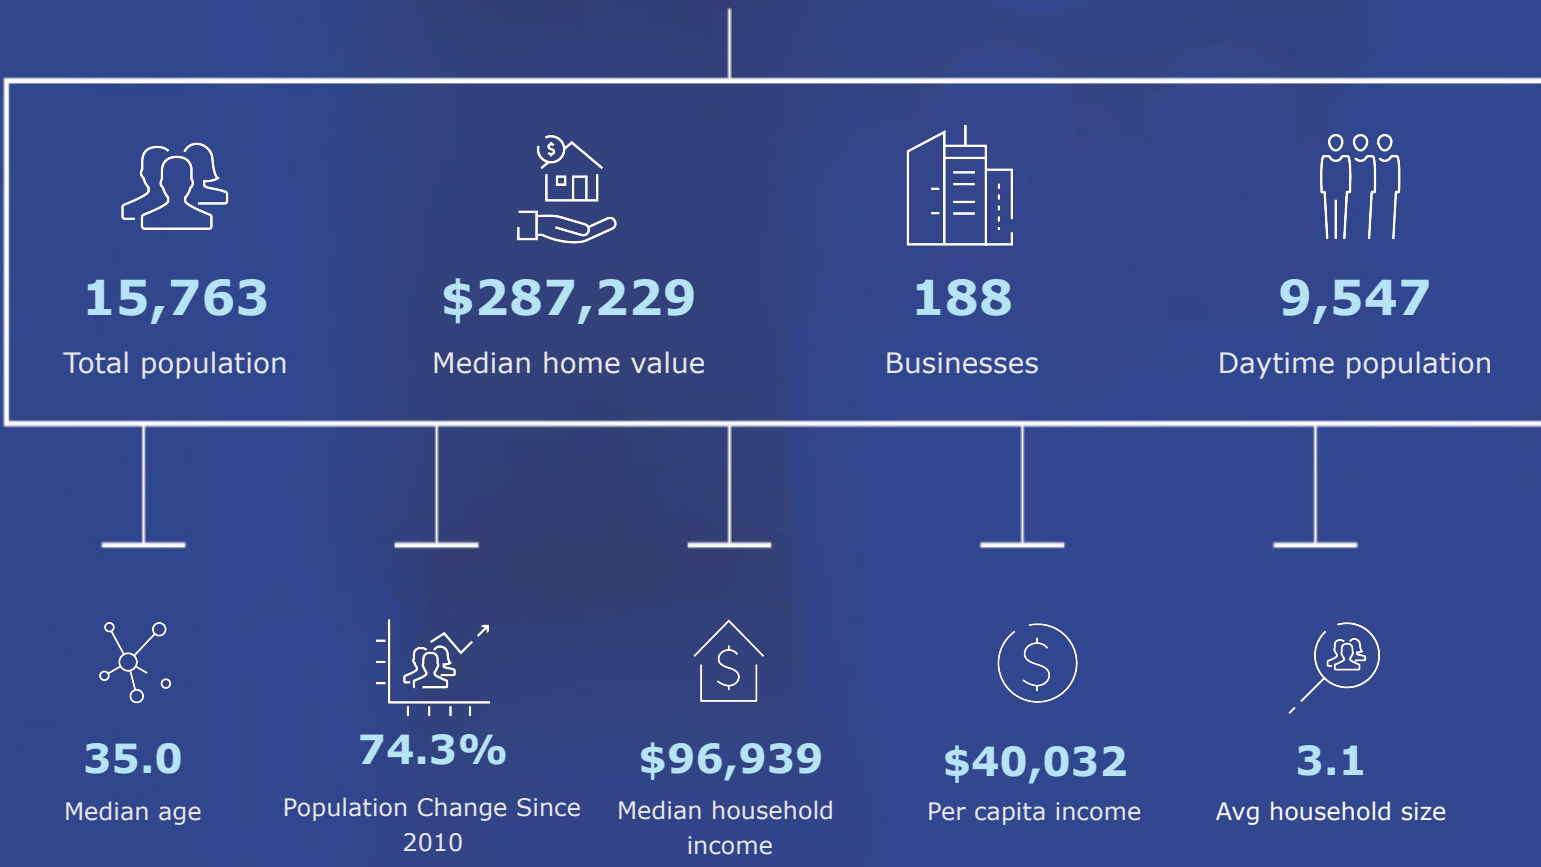 15,763
Total population
$287,229
Median home value
188
Businesses
9,547
Daytime population
35.0
Median age
74.3%
Population Change Since
2010
$96,939
Median household
income
$40,032
Per capita income
3.1
Avg household size